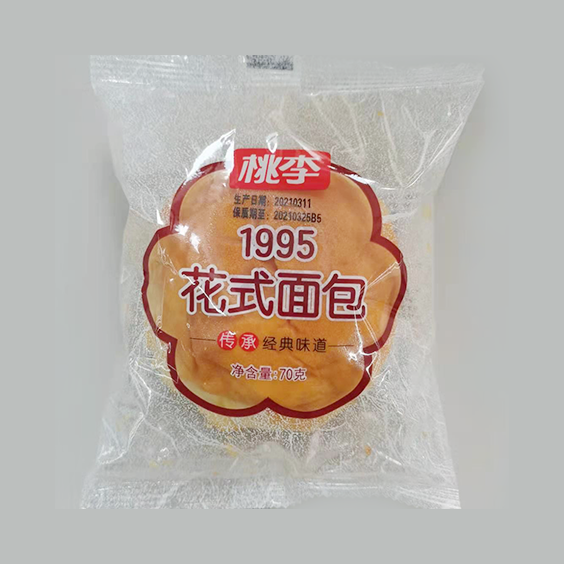 桃李
生产日期: 20210311
保质期至: 20210325B5
1995
花式面包
传承 经典味道
净含量:70克